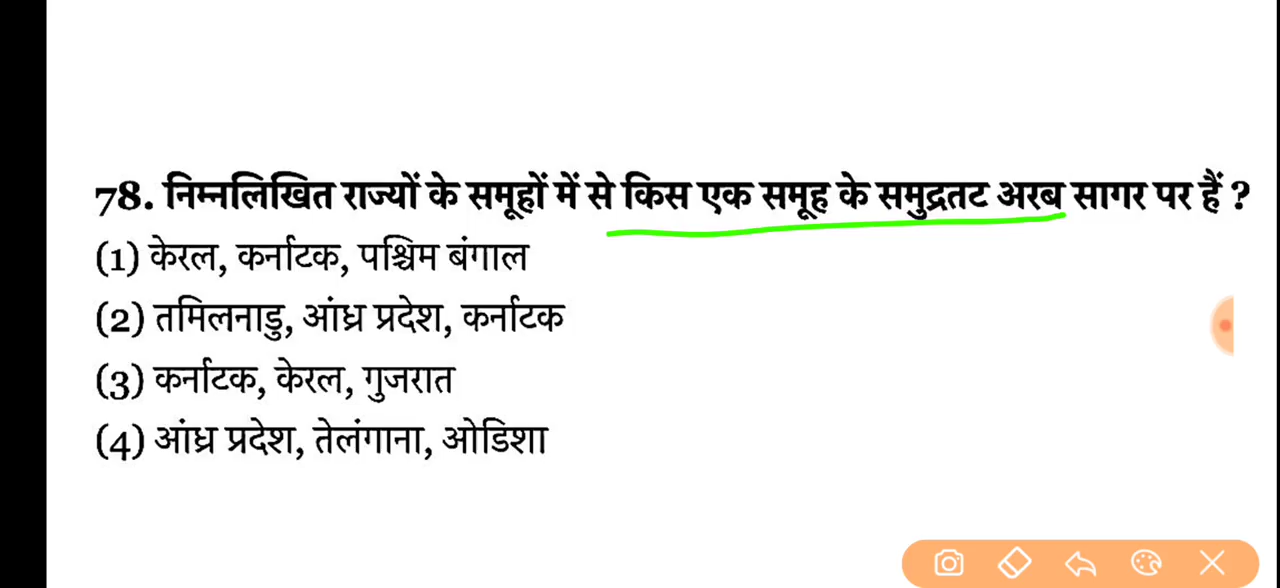 78. निम्नलिखित राज्यों के समूहों में से किस एक समूह के समुद्रतट अरब सागर पर हैं ?
(1) केरल, कर्नाटक, पश्चिम बंगाल
(2) तमिलनाडु, आंध्र प्रदेश, कर्नाटक
(3) कर्नाटक, केरल, गुजरात
(4) आंध्र प्रदेश, तेलंगाना, ओडिशा